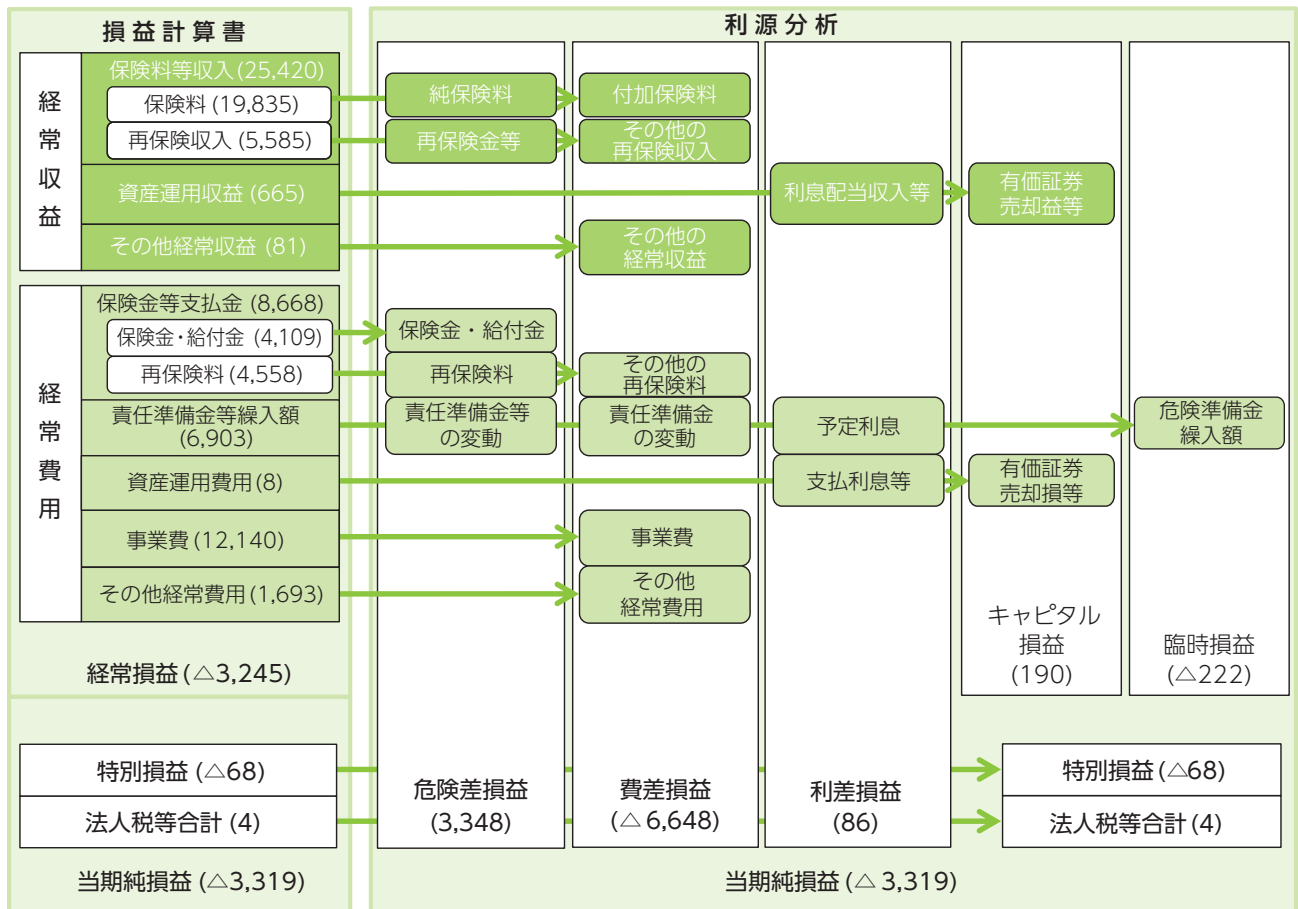 損益計算書
経常収益
保険料等収入(25,420)
保険料(19,835)
再保険収入(5,585)
資産運用収益(665)
その他経常収益(81)
経常費用
保険金等支払金(8,668)
保険金・給付金(4,109)
再保険料(4,558)
責任準備金等繰入額
(6,903)
資産運用費用(8)
事業費(12,140)
その他経常費用(1,693)
経常損益(△3,245)
特別損益(△68)
法人税等合計(4)
当期純損益(△3,319)
利源分析
純保険料
再保険金等
保険金・給付金
再保険料
責任準備金等
の変動
危険差損益
(3,348)
付加保険料
その他の
再保険収入
その他の
経常収益
その他の
再保険料
責任準備金
の変動
事業費
その他
経常費用
費差損益
(△6,648)
利息配当収入等
予定利息
支払利息等
利差損益
(86)
有価証券
売却益等
有価証券
売却損等
キャピタル
損益
(190)
危険準備金
繰入額
臨時損益
(△222)
特別損益(△68)
法人税等合計(4)
当期純損益(△3,319)